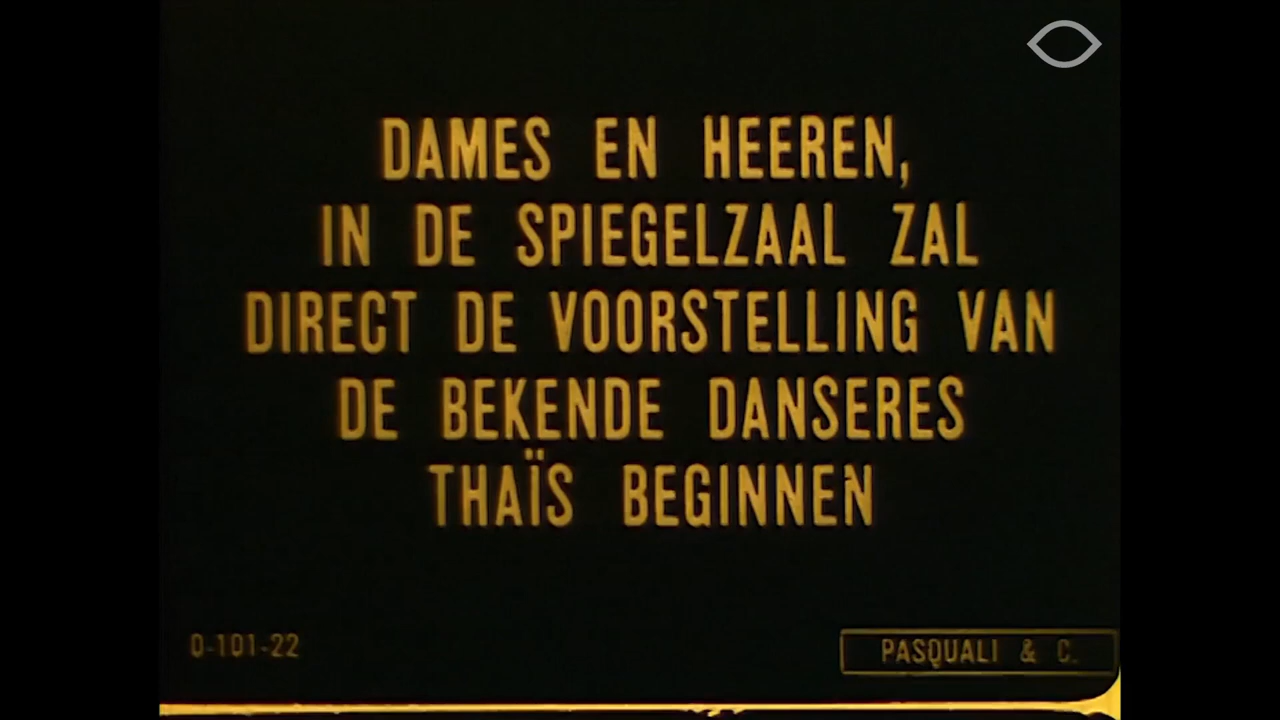 DAMES EN HEEREN,
IN DE SPIEGELZAAL ZAL
DIRECT DE VOORSTELLING VAN
DE BEKENDE DANSERES
THAÏS BEGINNEN
0-101-22
PASQUALI & C.